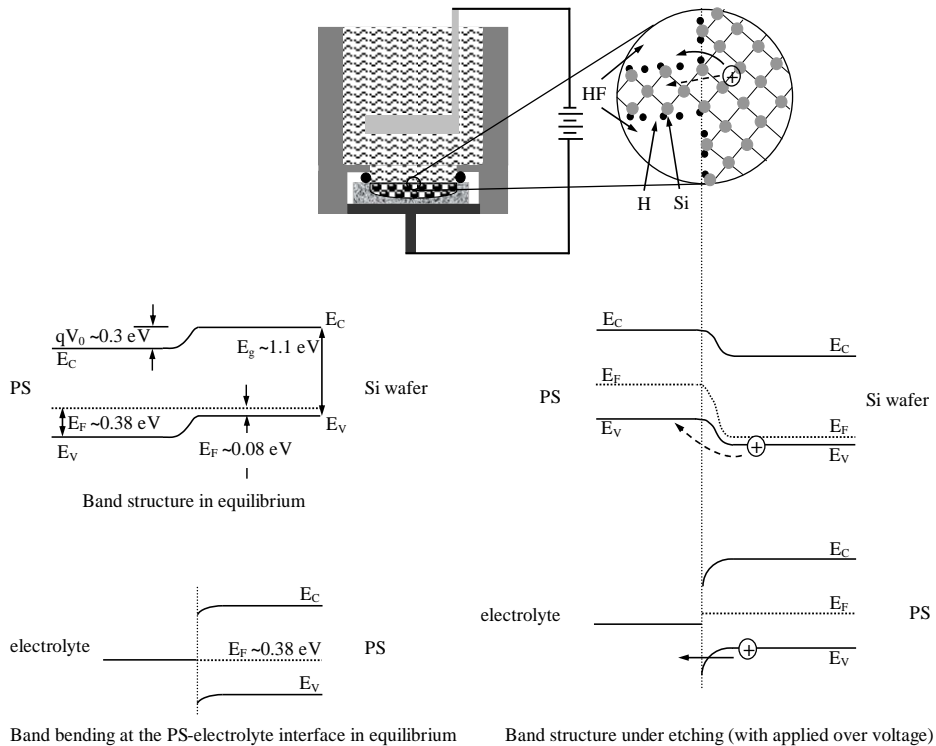 HF
H
Si
E_C
qV_0 ~0.3 eV
E_C
E_g ~1.1 eV
PS
Si wafer
E_F ~0.38 eV
E_V
E_V
E_F ~0.08 eV
Band structure in equilibrium
E_C
E_C
E_F
PS
Si wafer
E_F
E_V
+
E_V
E_C
electrolyte
E_F ~0.38 eV
PS
E_V
Band bending at the PS-electrolyte interface in equilibrium
E_C
electrolyte
E_F
PS
+
E_V
Band structure under etching (with applied over voltage)
+